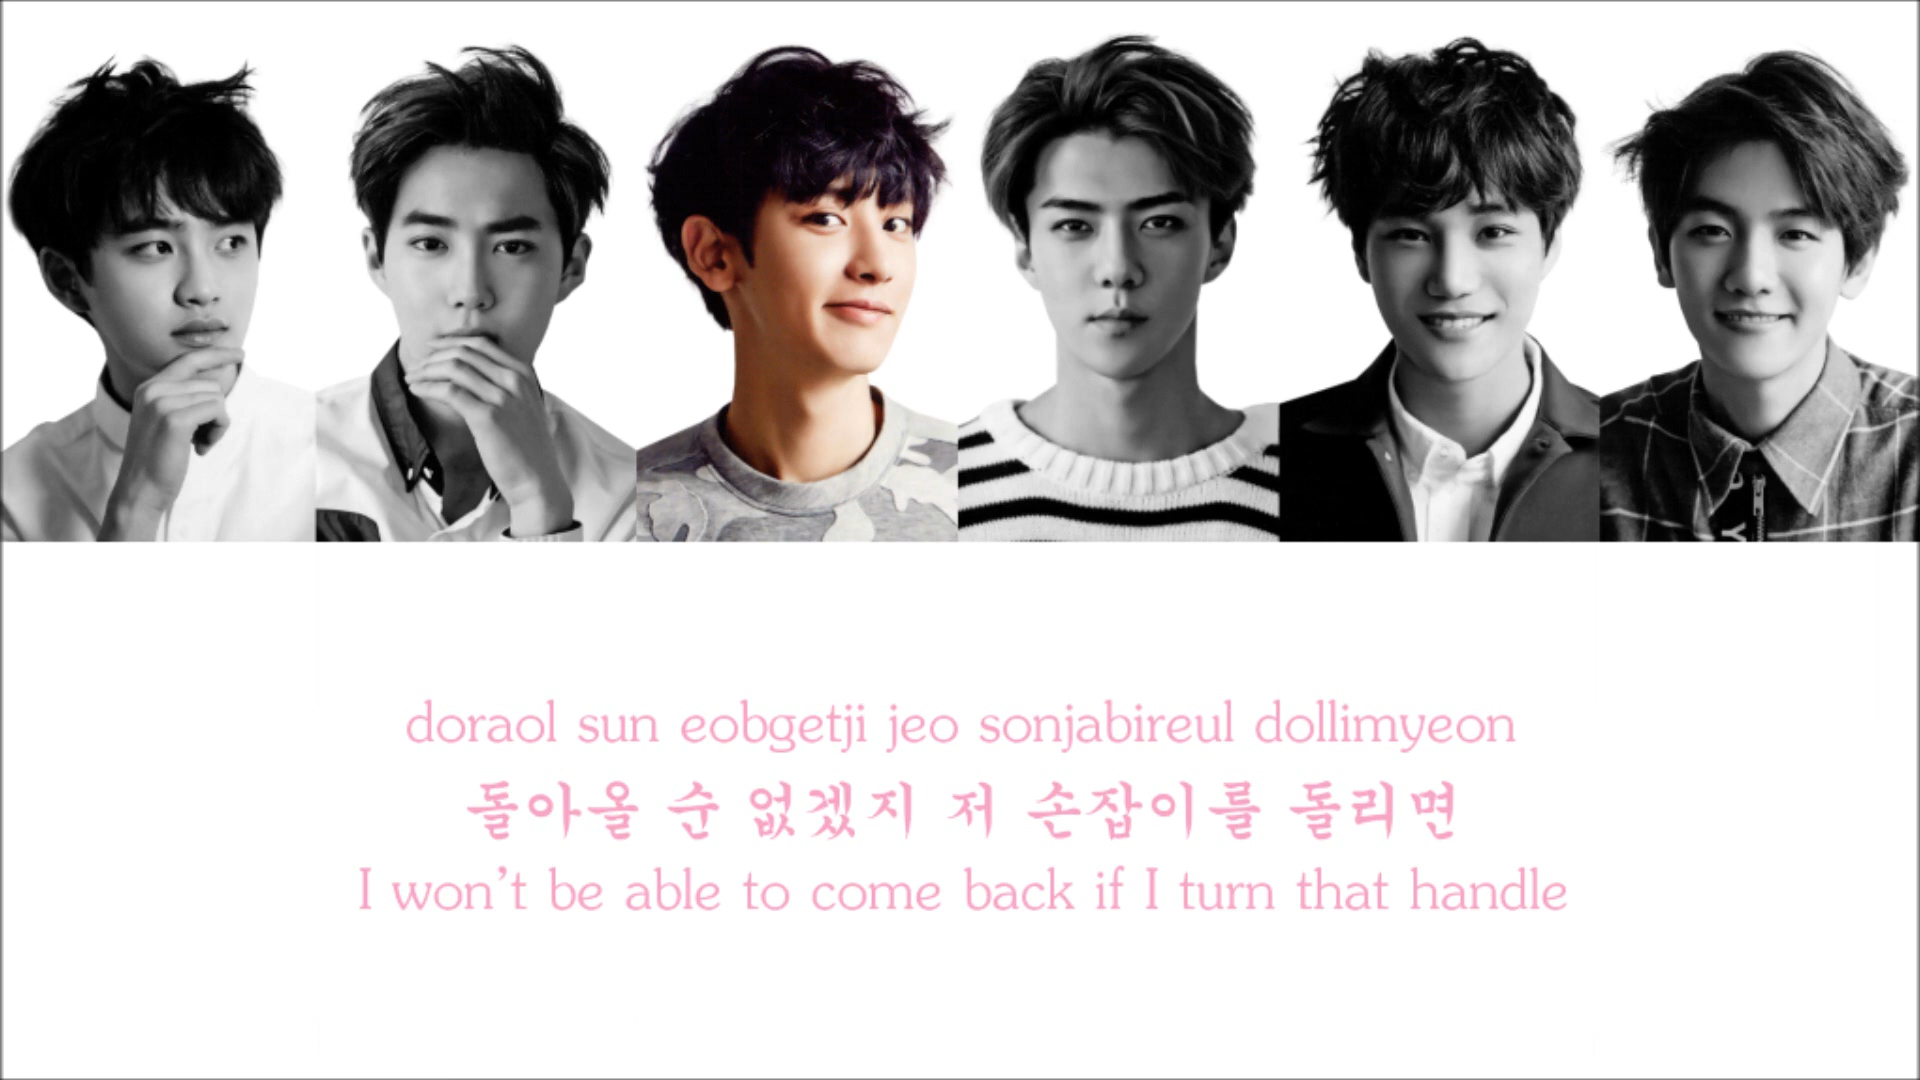 doraol sun eobgetji jeo sonjabireul dollimyeon
돌아올 순 없겠지 저 손잡이를 돌리면
I won't be able to come back if I turn that handle